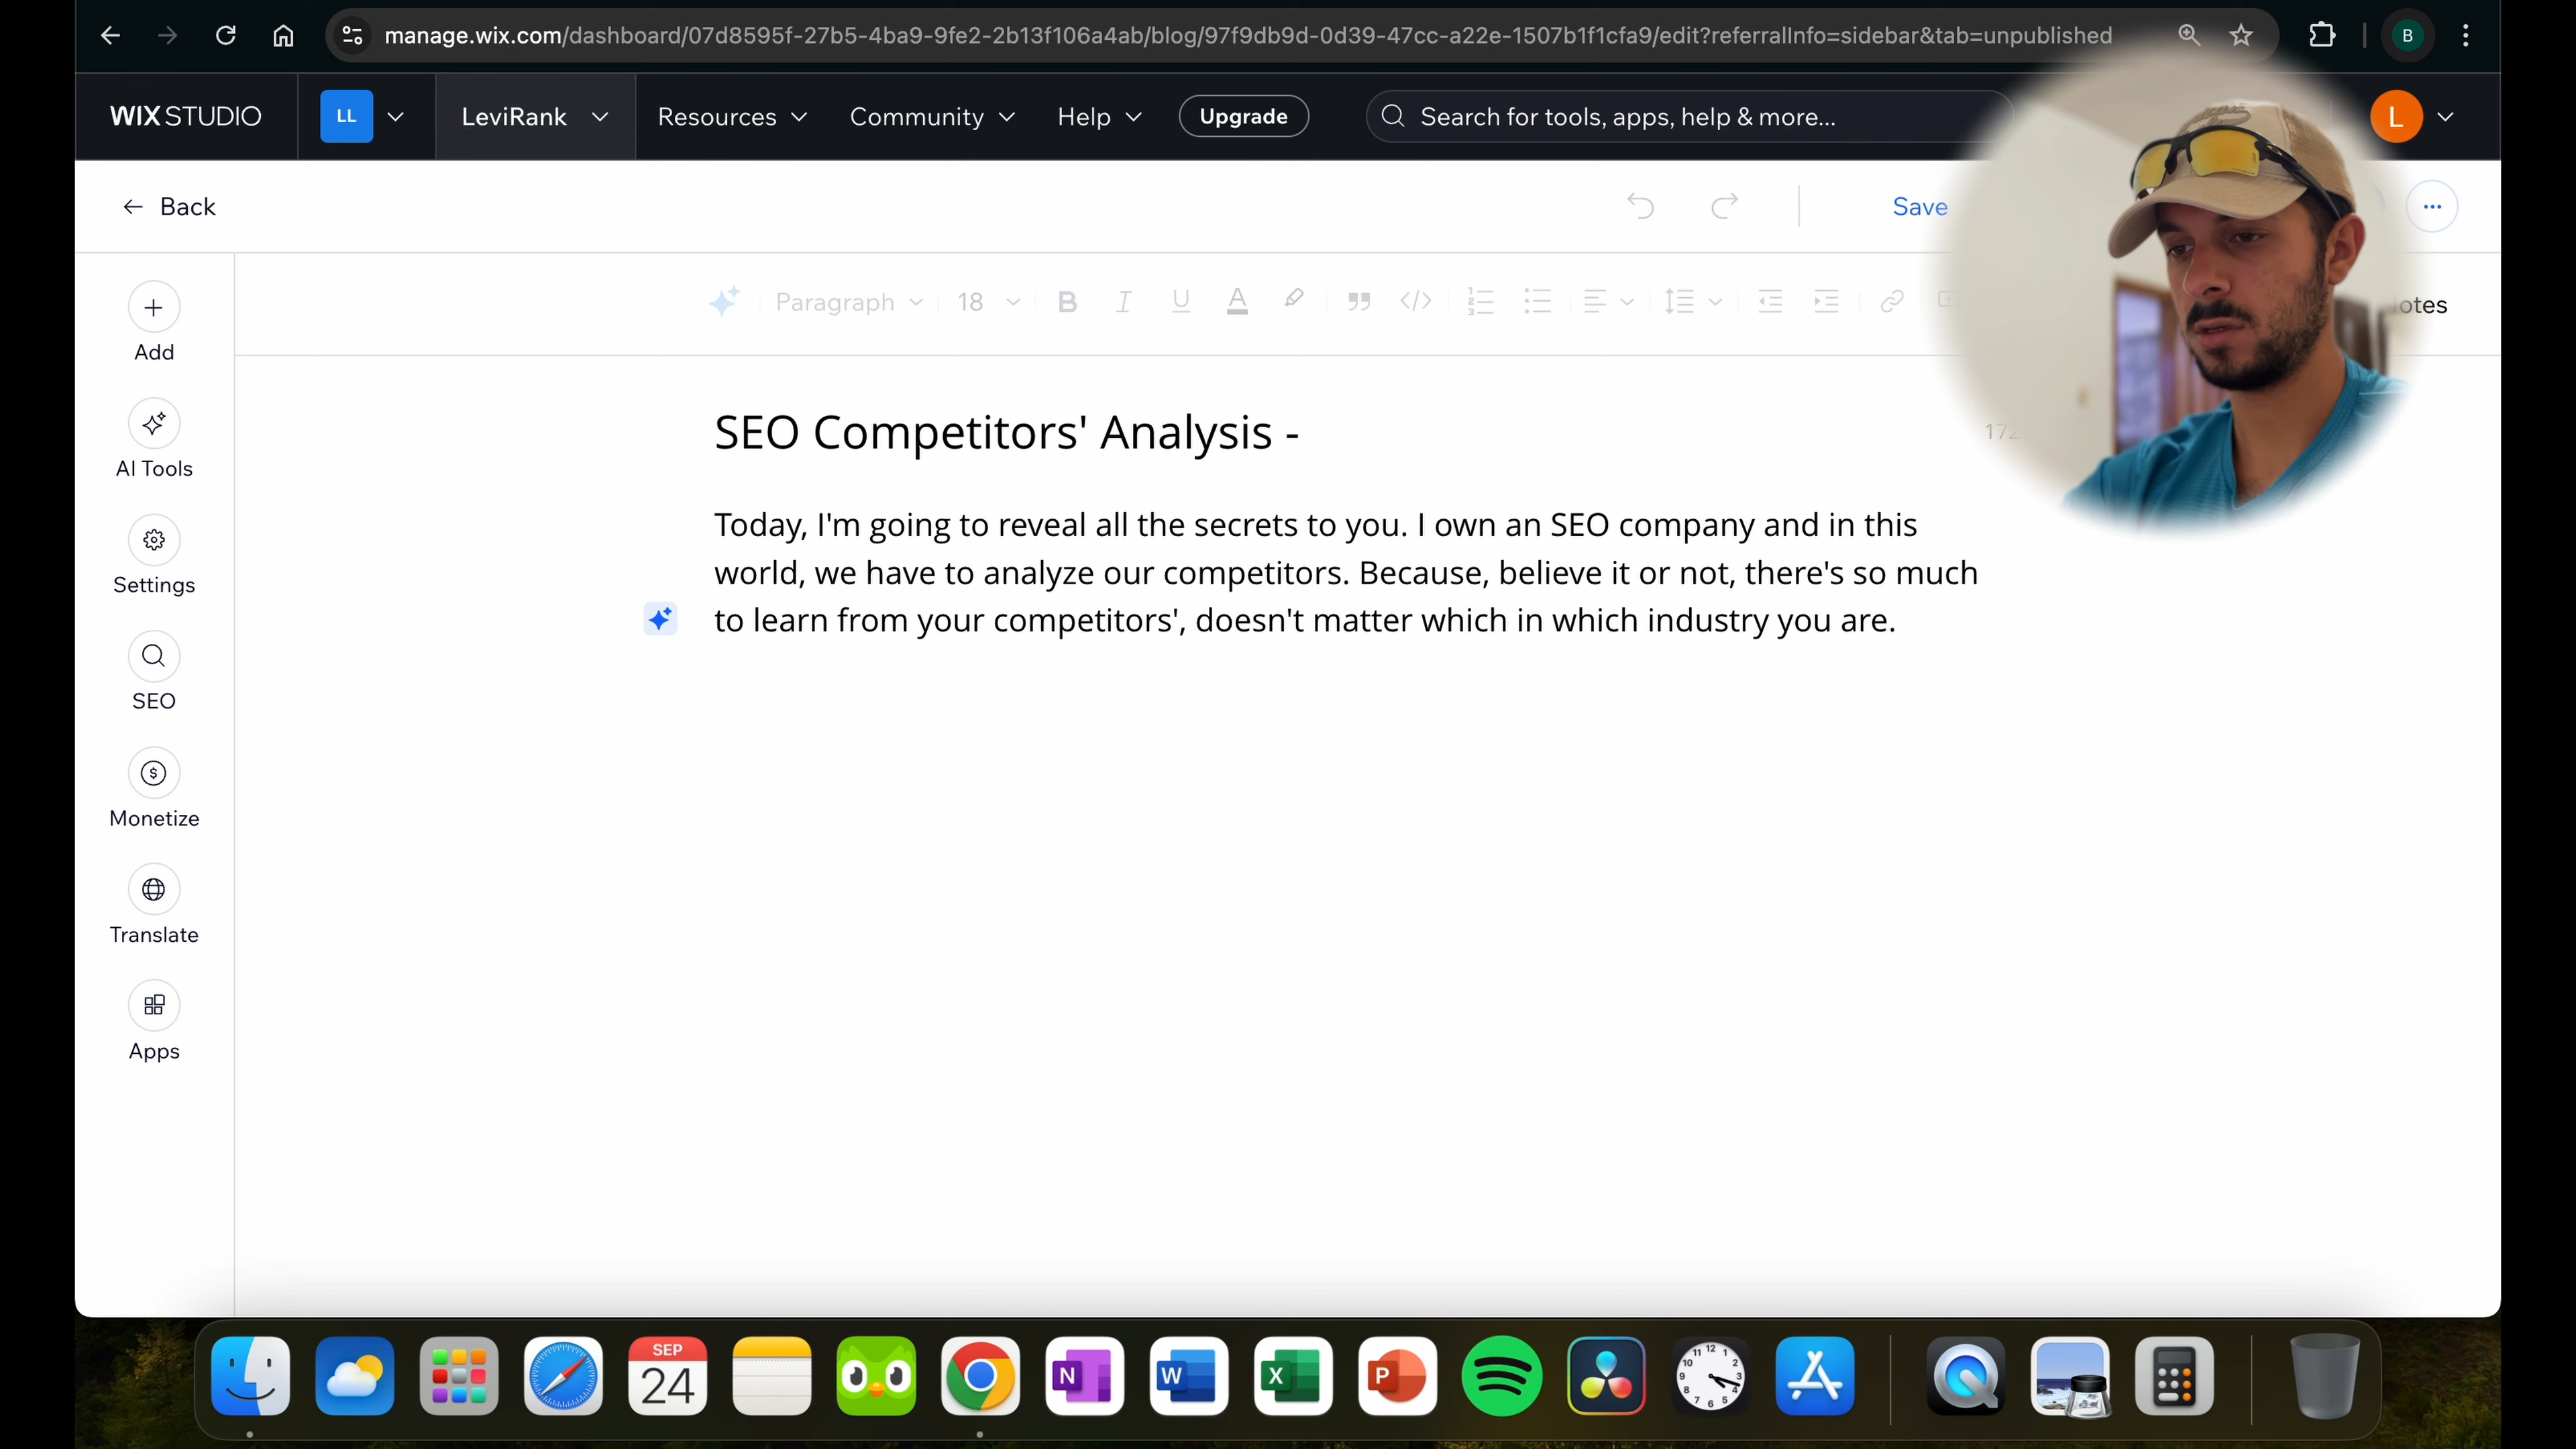 manage.wix.com/dashboard/07d8595f-27b5-4ba9-9fe2-2b13f106a4ab/blog/97f9db9d-0d39-47cc-a22e-1507b1f1cfa9/edit?referralInfo=sidebar&tab=unpublished
B
WIX STUDIO
LL
LeviRank
Resources
Community
Help
Upgrade
Search for tools, apps, help & more...
L
Back
Save
Paragraph
18
Add
AI Tools
Settings
SEO
Monetize
Translate
Apps
SEO Competitors' Analysis -
Today, I'm going to reveal all the secrets to you. I own an SEO company and in this
world, we have to analyze our competitors. Because, believe it or not, there's so much
to learn from your competitors', doesn't matter which in which industry you are.
SEP
24
N
W
X
P